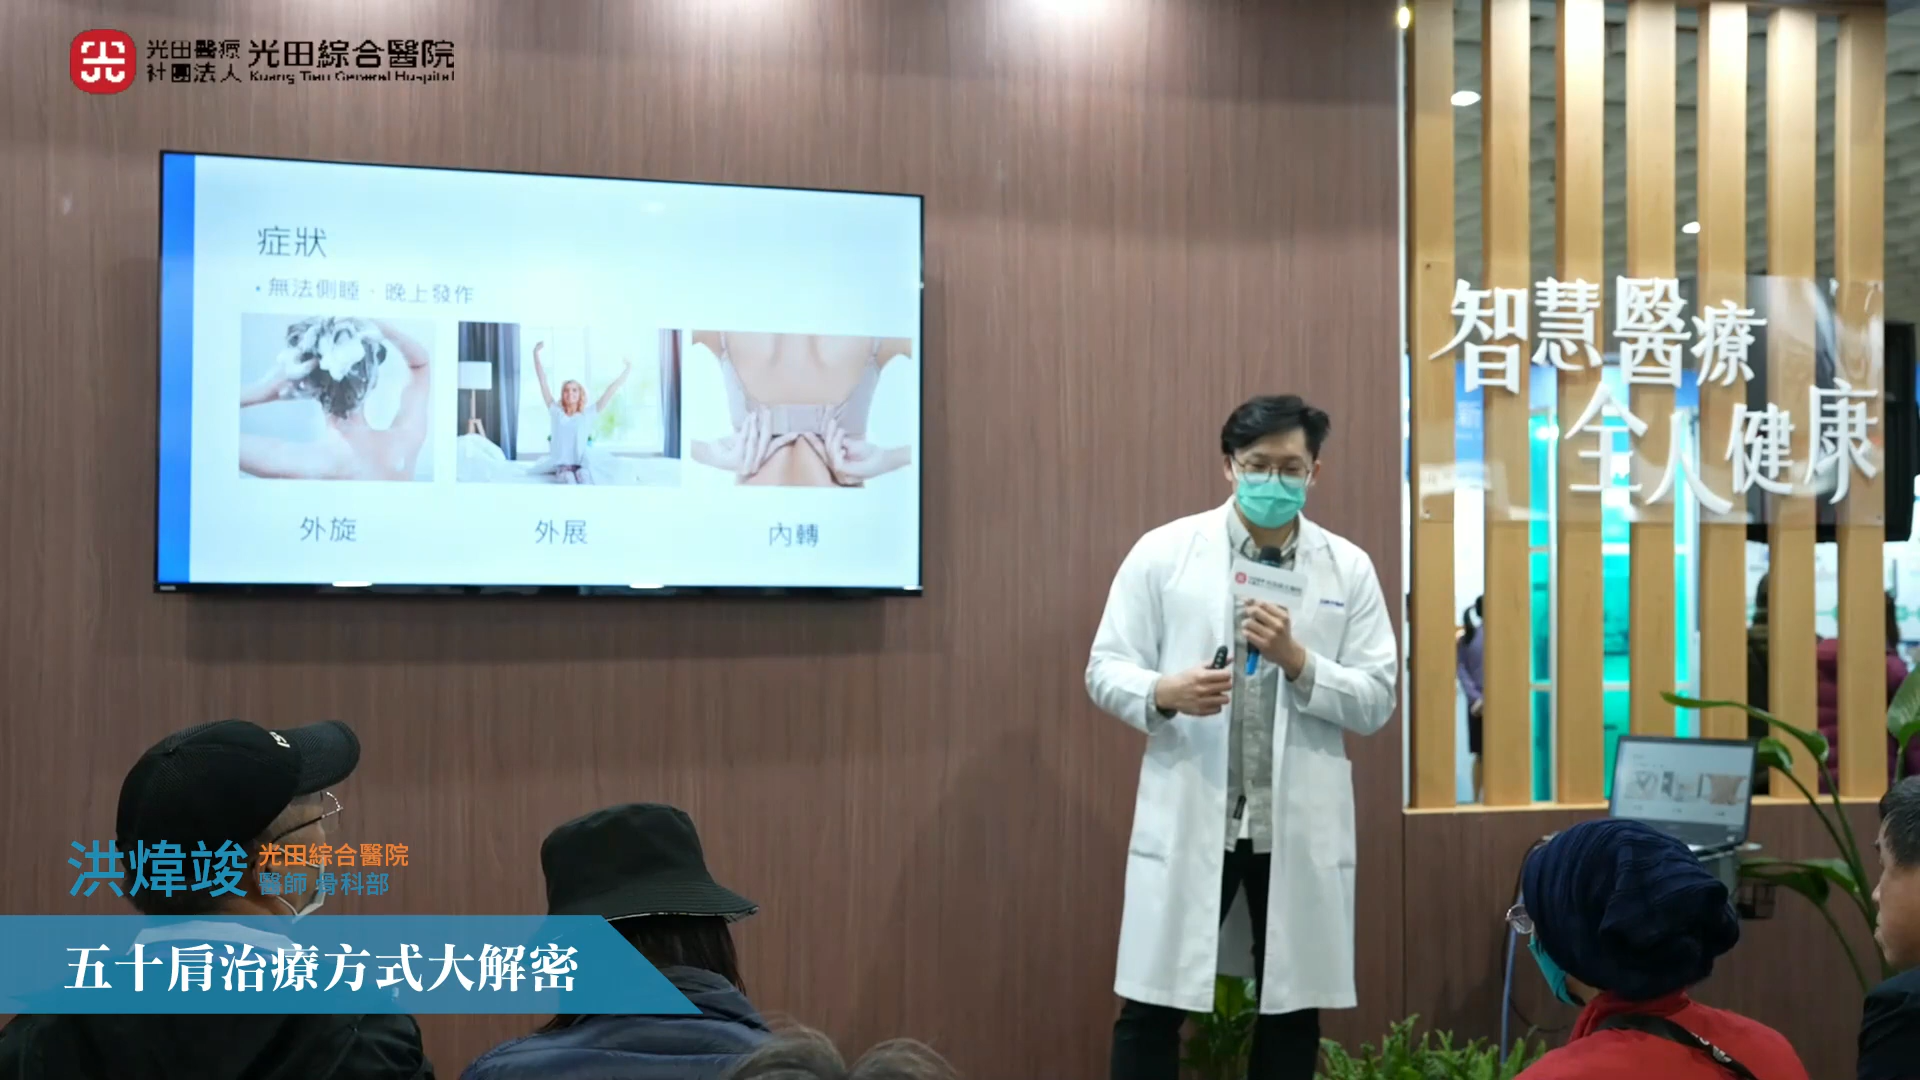 光田醫療
社團法人
光田綜合醫院
Kuang Tien General Hospital
症狀
•無法側睡、晚上發作
外旋
外展
內轉
智慧醫療
全人健康
洪煒竣
光田綜合醫院
醫師 骨科部
五十肩治療方式大解密